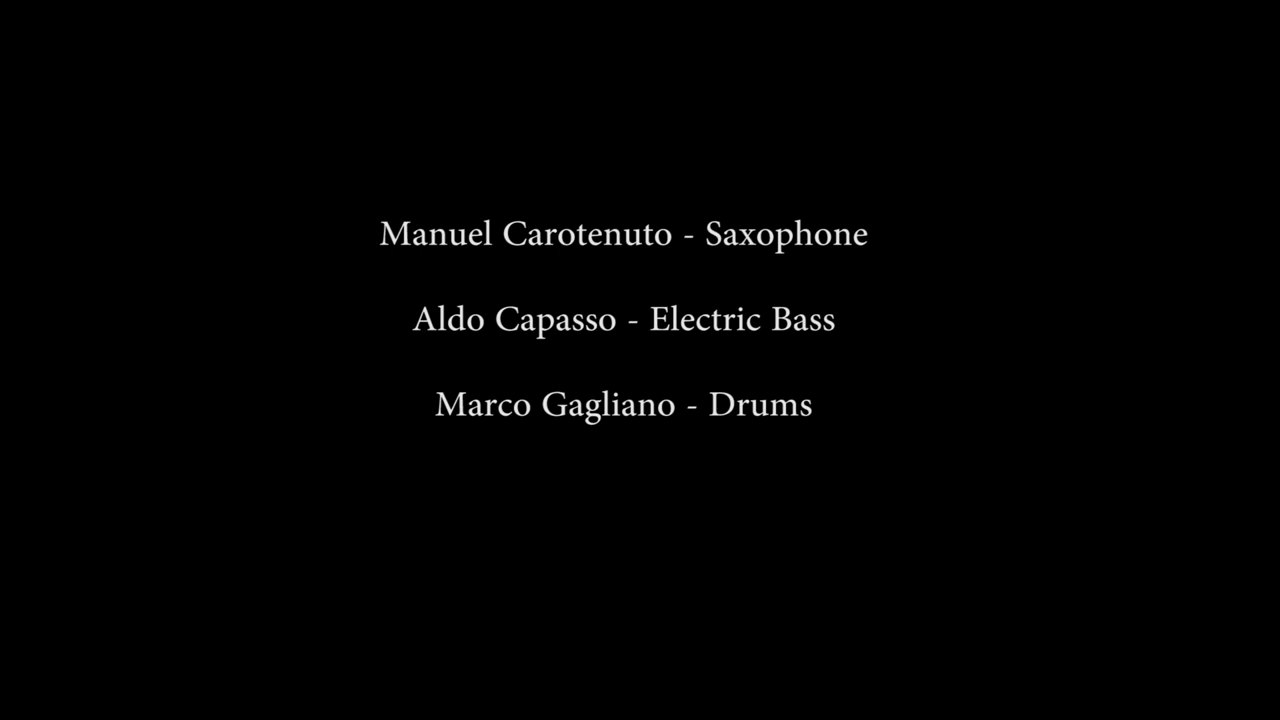 Manuel Carotenuto - Saxophone
Aldo Capasso - Electric Bass
Marco Gagliano - Drums